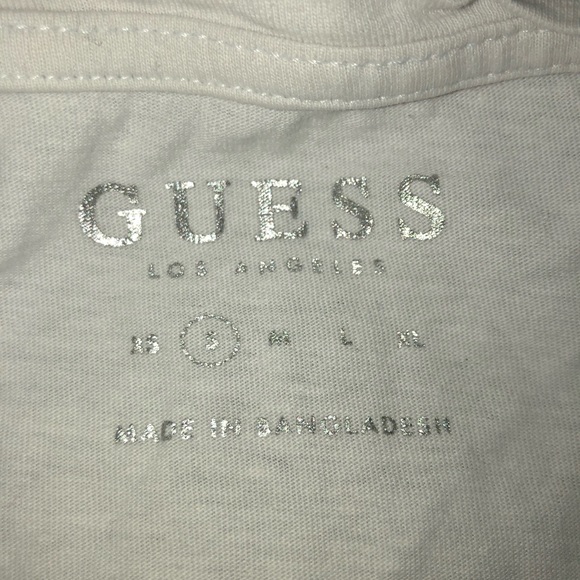 GUESS
LOS ANGELES
XS S M L XL
MADE IN BANGLADESH